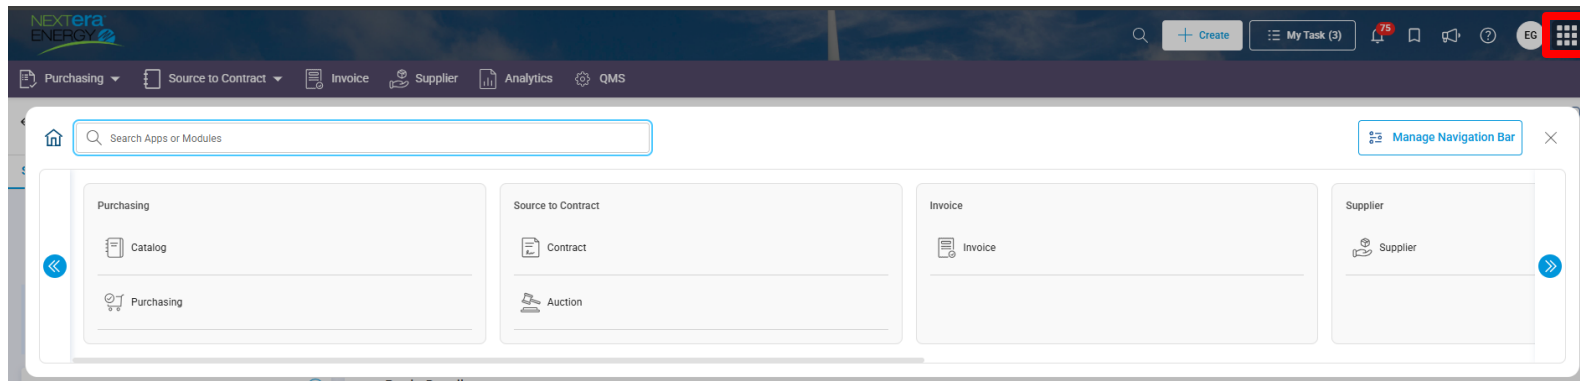 NEXTera
ENERGY
Create
My Task (3)
75
EG
Purchasing
Source to Contract
Invoice
Supplier
Analytics
QMS
Search Apps or Modules
Manage Navigation Bar
Purchasing
Source to Contract
Invoice
Supplier
Catalog
Contract
Invoice
Supplier
Purchasing
Auction